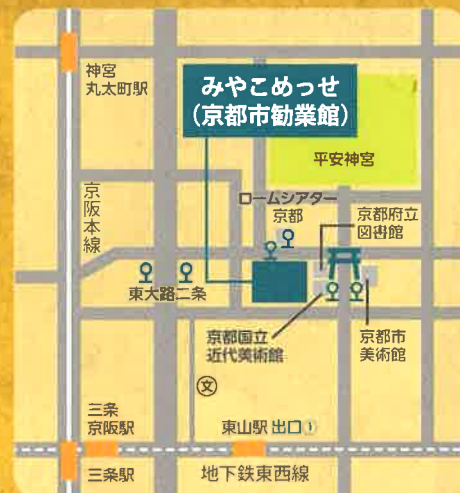 神宮
丸太町駅
みやこめっせ
(京都市勧業館)
平安神宮
京阪本線
ロームシアター
京都
京都府立
図書館
東大路二条
京都国立
近代美術館
京都市
美術館
文
三条
京阪駅
東山駅 出口①
三条駅
地下鉄東西線